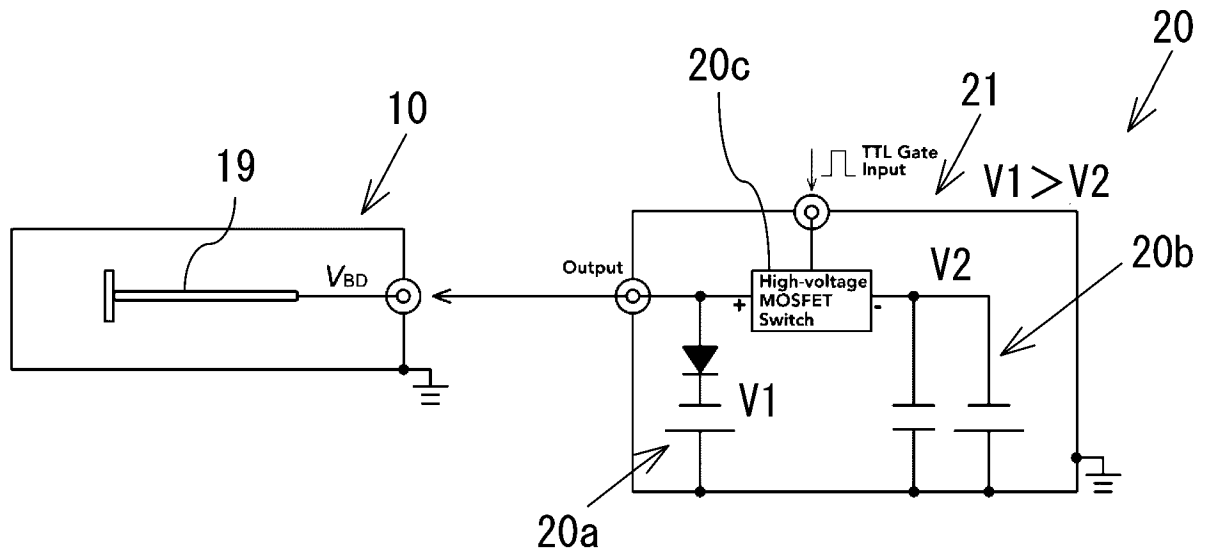 20
20c
21
10
TTL Gate
Input
V1＞V2
19
20b
V2
VBD
Output
High-voltage
MOSFET
Switch
+
-
V1
20a